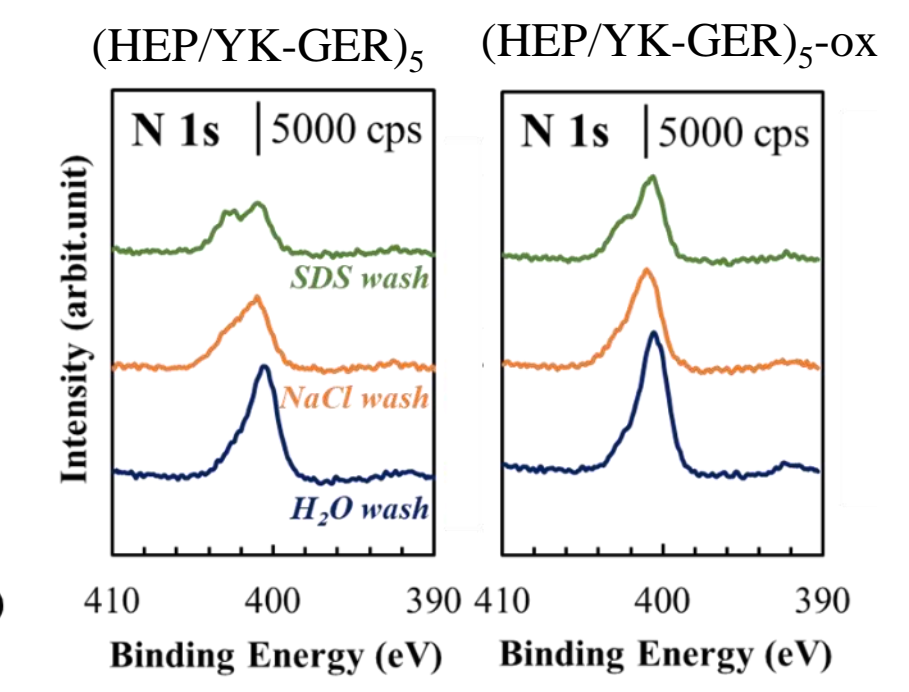 (HEP/YK-GER)₅ (HEP/YK-GER)₅-ox
N 1s 5000 cps N 1s 5000 cps
Intensity (arbit.unit)
SDS wash
NaCl wash
H₂O wash
)
410 400 390 410 400 390
Binding Energy (eV) Binding Energy (eV)